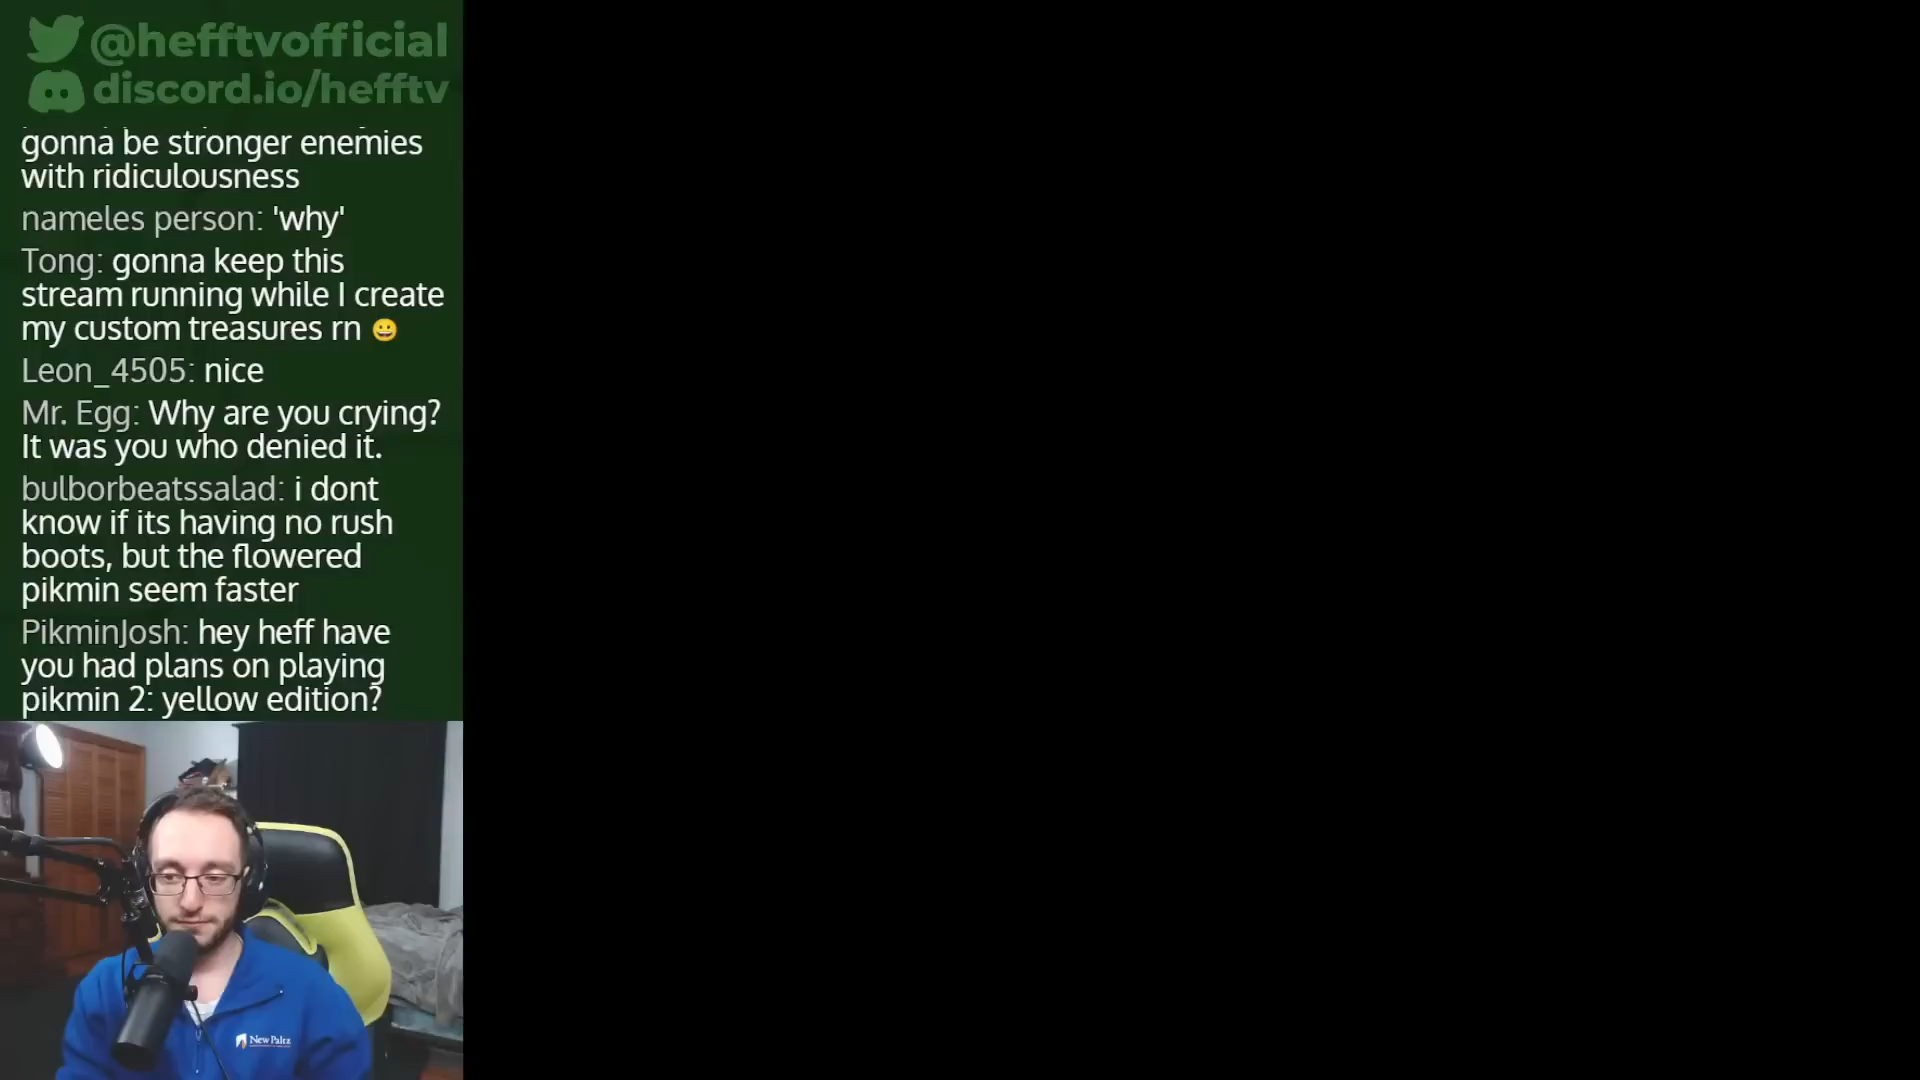 @hefftvofficial
discord.io/hefftv
gonna be stronger enemies
with ridiculousness
nameles person: 'why'
Tong: gonna keep this
stream running while I create
my custom treasures rn 😀
Leon_4505: nice
Mr. Egg: Why are you crying?
It was you who denied it.
bulborbeatssalad: i dont
know if its having no rush
boots, but the flowered
pikmin seem faster
PikminJosh: hey heff have
you had plans on playing
pikmin 2: yellow edition?
New Paltz